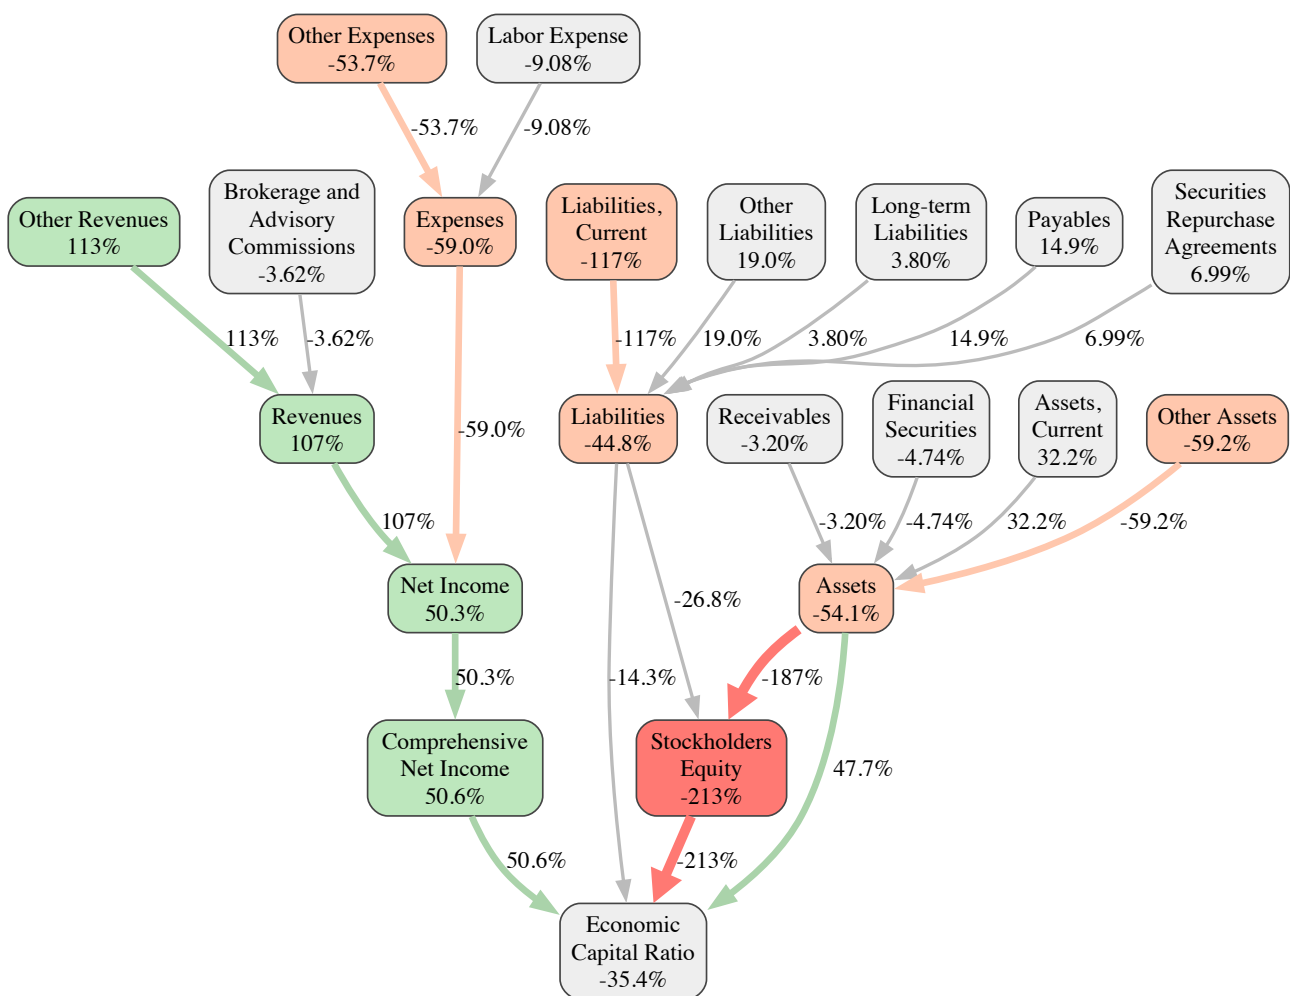 Other Expenses
-53.7%
Labor Expense
-9.08%
-53.7%
-9.08%
Other Revenues
113%
Brokerage and
Advisory
Commissions
-3.62%
Expenses
-59.0%
Liabilities,
Current
-117%
Other
Liabilities
19.0%
Long-term
Liabilities
3.80%
Payables
14.9%
Securities
Repurchase
Agreements
6.99%
113%
-3.62%
-117%
19.0%
3.80%
14.9%
6.99%
Revenues
107%
-59.0%
Liabilities
-44.8%
Receivables
-3.20%
Financial
Securities
-4.74%
Assets,
Current
32.2%
Other Assets
-59.2%
107%
-3.20%
-4.74%
32.2%
-59.2%
Net Income
50.3%
-26.8%
Assets
-54.1%
50.3%
-14.3%
-187%
Comprehensive
Net Income
50.6%
Stockholders
Equity
-213%
47.7%
50.6%
-213%
Economic
Capital Ratio
-35.4%